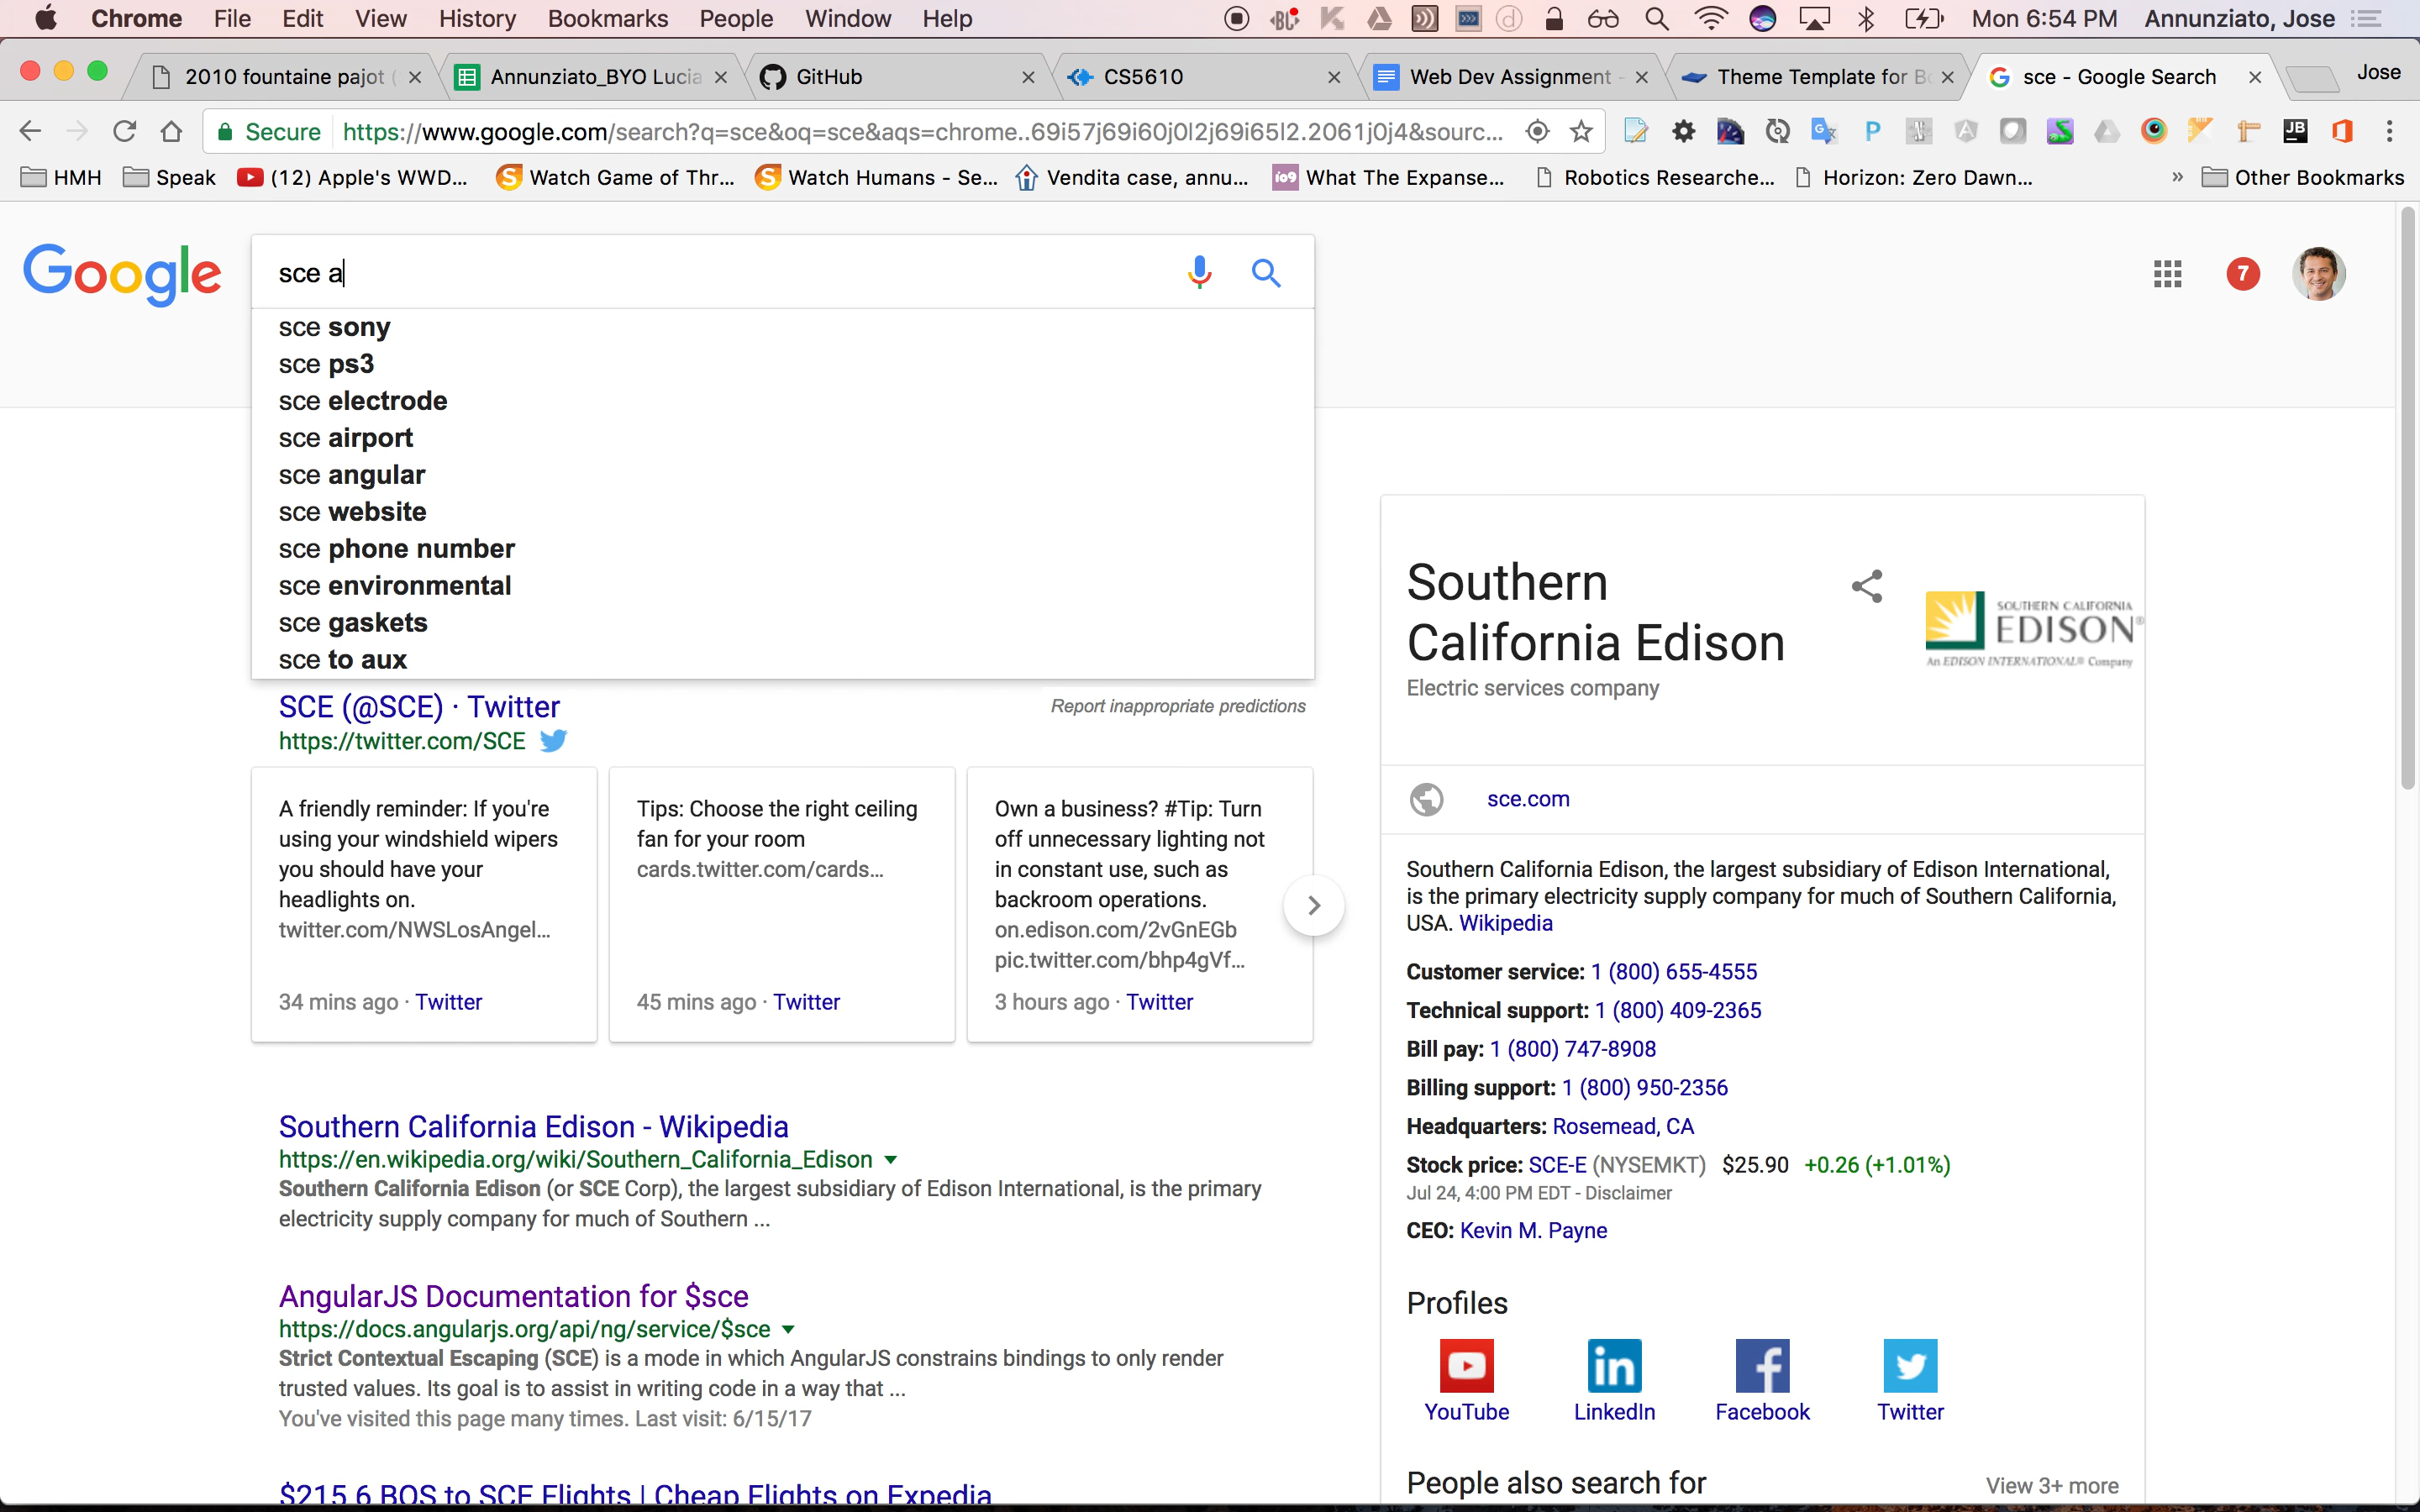 Chrome File Edit View History Bookmarks People Window Help Mon 6:54 PM Annunziato, Jose
2010 fountaine pajot ( Annunziato_BYO Lucia GitHub CS5610 Web Dev Assignment - Theme Template for Bo sce - Google Search Jose
Secure https://www.google.com/search?q=sce&oq=sce&aqs=chrome..69i57j69i60j0l2j69i65l2.2061j0j4&sourc...
HMH Speak (12) Apple's WWD... Watch Game of Thr... Watch Humans - Se... Vendita case, annu... What The Expanse... Robotics Researche... Horizon: Zero Dawn... » Other Bookmarks
Google
sce a
7
sce sony
sce ps3
sce electrode
sce airport
sce angular
sce website
sce phone number
sce environmental
sce gaskets
sce to aux
Report inappropriate predictions
SCE (@SCE) · Twitter
https://twitter.com/SCE
A friendly reminder: If you're
using your windshield wipers
you should have your
headlights on.
twitter.com/NWSLosAngel...
34 mins ago · Twitter
Tips: Choose the right ceiling
fan for your room
cards.twitter.com/cards...
45 mins ago · Twitter
Own a business? #Tip: Turn
off unnecessary lighting not
in constant use, such as
backroom operations.
on.edison.com/2vGnEGb
pic.twitter.com/bhp4gVf...
3 hours ago · Twitter
Southern California Edison - Wikipedia
https://en.wikipedia.org/wiki/Southern_California_Edison
Southern California Edison (or SCE Corp), the largest subsidiary of Edison International, is the primary
electricity supply company for much of Southern ...
AngularJS Documentation for $sce
https://docs.angularjs.org/api/ng/service/$sce
Strict Contextual Escaping (SCE) is a mode in which AngularJS constrains bindings to only render
trusted values. Its goal is to assist in writing code in a way that ...
You've visited this page many times. Last visit: 6/15/17
$215.6 BOS to SCE Flights | Cheap Flights on Expedia
Southern
California Edison
Electric services company
SOUTHERN CALIFORNIA
EDISON®
An EDISON INTERNATIONAL® Company
sce.com
Southern California Edison, the largest subsidiary of Edison International,
is the primary electricity supply company for much of Southern California,
USA. Wikipedia
Customer service: 1 (800) 655-4555
Technical support: 1 (800) 409-2365
Bill pay: 1 (800) 747-8908
Billing support: 1 (800) 950-2356
Headquarters: Rosemead, CA
Stock price: SCE-E (NYSEMKT) $25.90 +0.26 (+1.01%)
Jul 24, 4:00 PM EDT - Disclaimer
CEO: Kevin M. Payne
Profiles
YouTube LinkedIn Facebook Twitter
People also search for View 3+ more